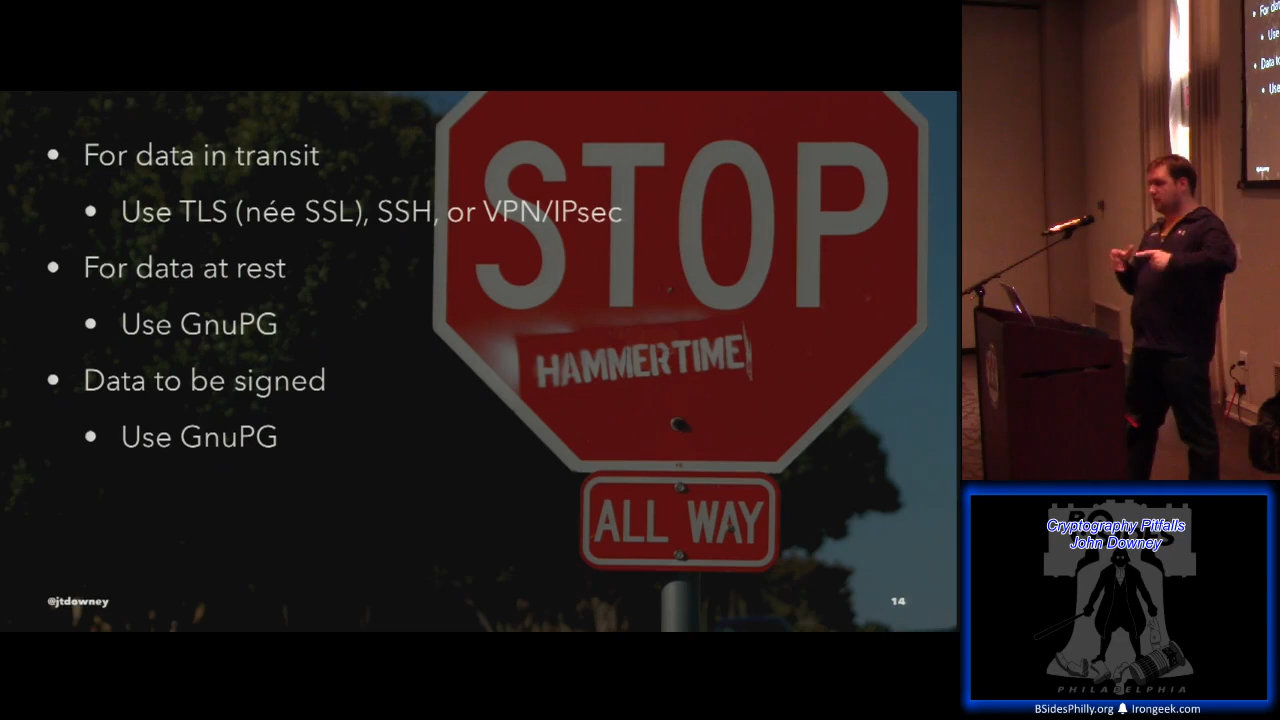 • For data in transit
• Use TLS (née SSL), SSH, or VPN/IPsec
• For data at rest
• Use GnuPG
• Data to be signed
• Use GnuPG
STOP
HAMMERTIME
ALL WAY
@jtdowney
14
Cryptography Pitfalls
John Downey
PHILADELPHIA
BSidesPhilly.org Irongeek.com